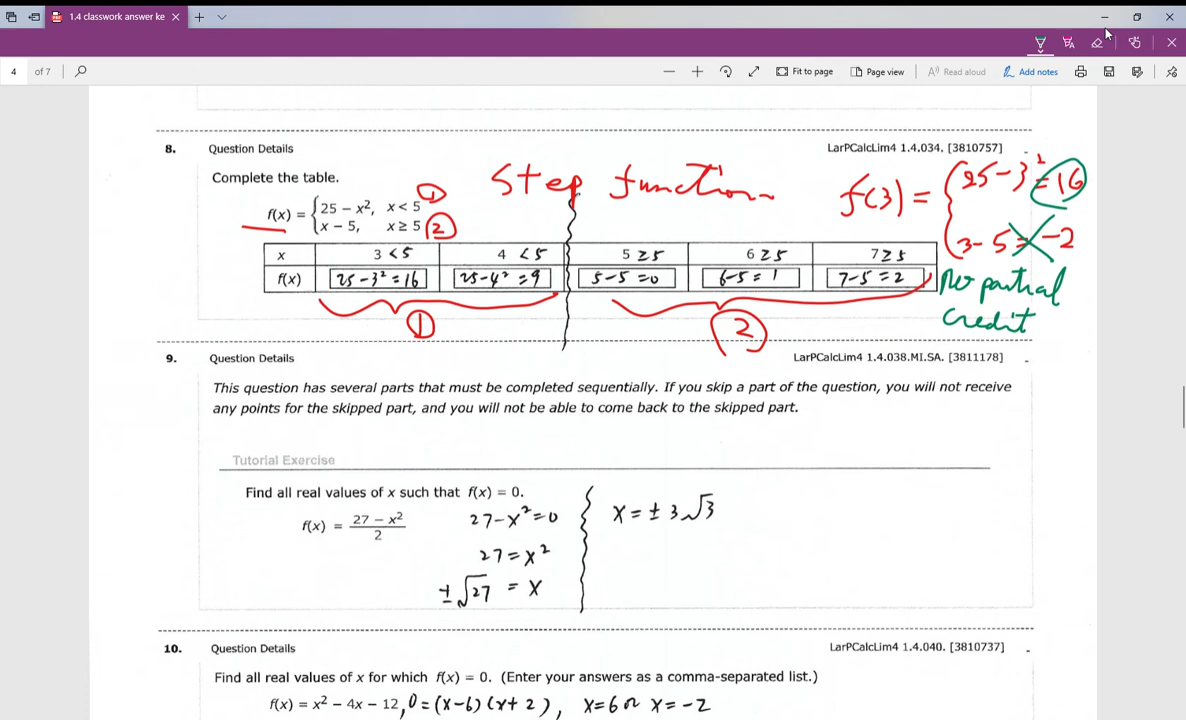 1.4 classwork answer ke
4 of 7
Fit to page
Page view
Read aloud
Add notes
8. Question Details LarPCalcLim4 1.4.034. [3810757]
Complete the table.
Step function
f(x) = { 25 − x², x < 5 ①
x − 5, x ≥ 5 ②
f(3) = { 25 − 3² = 16
3 − 5 = −2
x 3 < 5 4 < 5 5 ≥ 5 6 ≥ 5 7 ≥ 5
f(x) 25 − 3² = 16 25 − 4² = 9 5 − 5 = 0 6 − 5 = 1 7 − 5 = 2
① ②
No partial
credit
9. Question Details LarPCalcLim4 1.4.038.MI.SA. [3811178]
This question has several parts that must be completed sequentially. If you skip a part of the question, you will not receive
any points for the skipped part, and you will not be able to come back to the skipped part.
Tutorial Exercise
Find all real values of x such that f(x) = 0.
f(x) = (27 − x²)/2
27 − x² = 0
27 = x²
± √27 = x
x = ± 3√3
10. Question Details LarPCalcLim4 1.4.040. [3810737]
Find all real values of x for which f(x) = 0. (Enter your answers as a comma-separated list.)
f(x) = x² − 4x − 12, 0 = (x−6)(x+2), x = 6 or x = −2